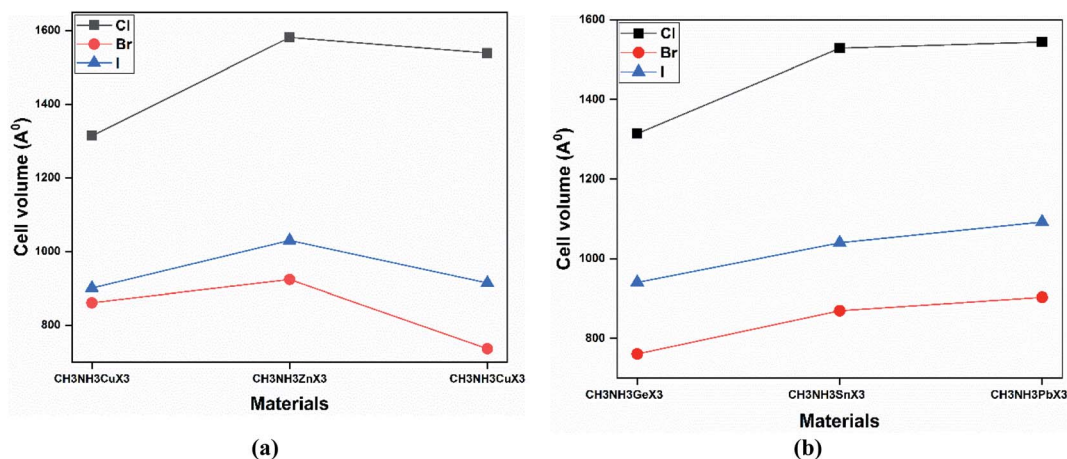 Cl
Br
I
1600
1400
1200
1000
800
Cell volume (A⁰)
CH3NH3CuX3 CH3NH3ZnX3 CH3NH3CuX3
Materials
(a)
Cl
Br
I
1600
1400
1200
1000
800
600
Cell volume (A⁰)
CH3NH3GeX3 CH3NH3SnX3 CH3NH3PbX3
Materials
(b)